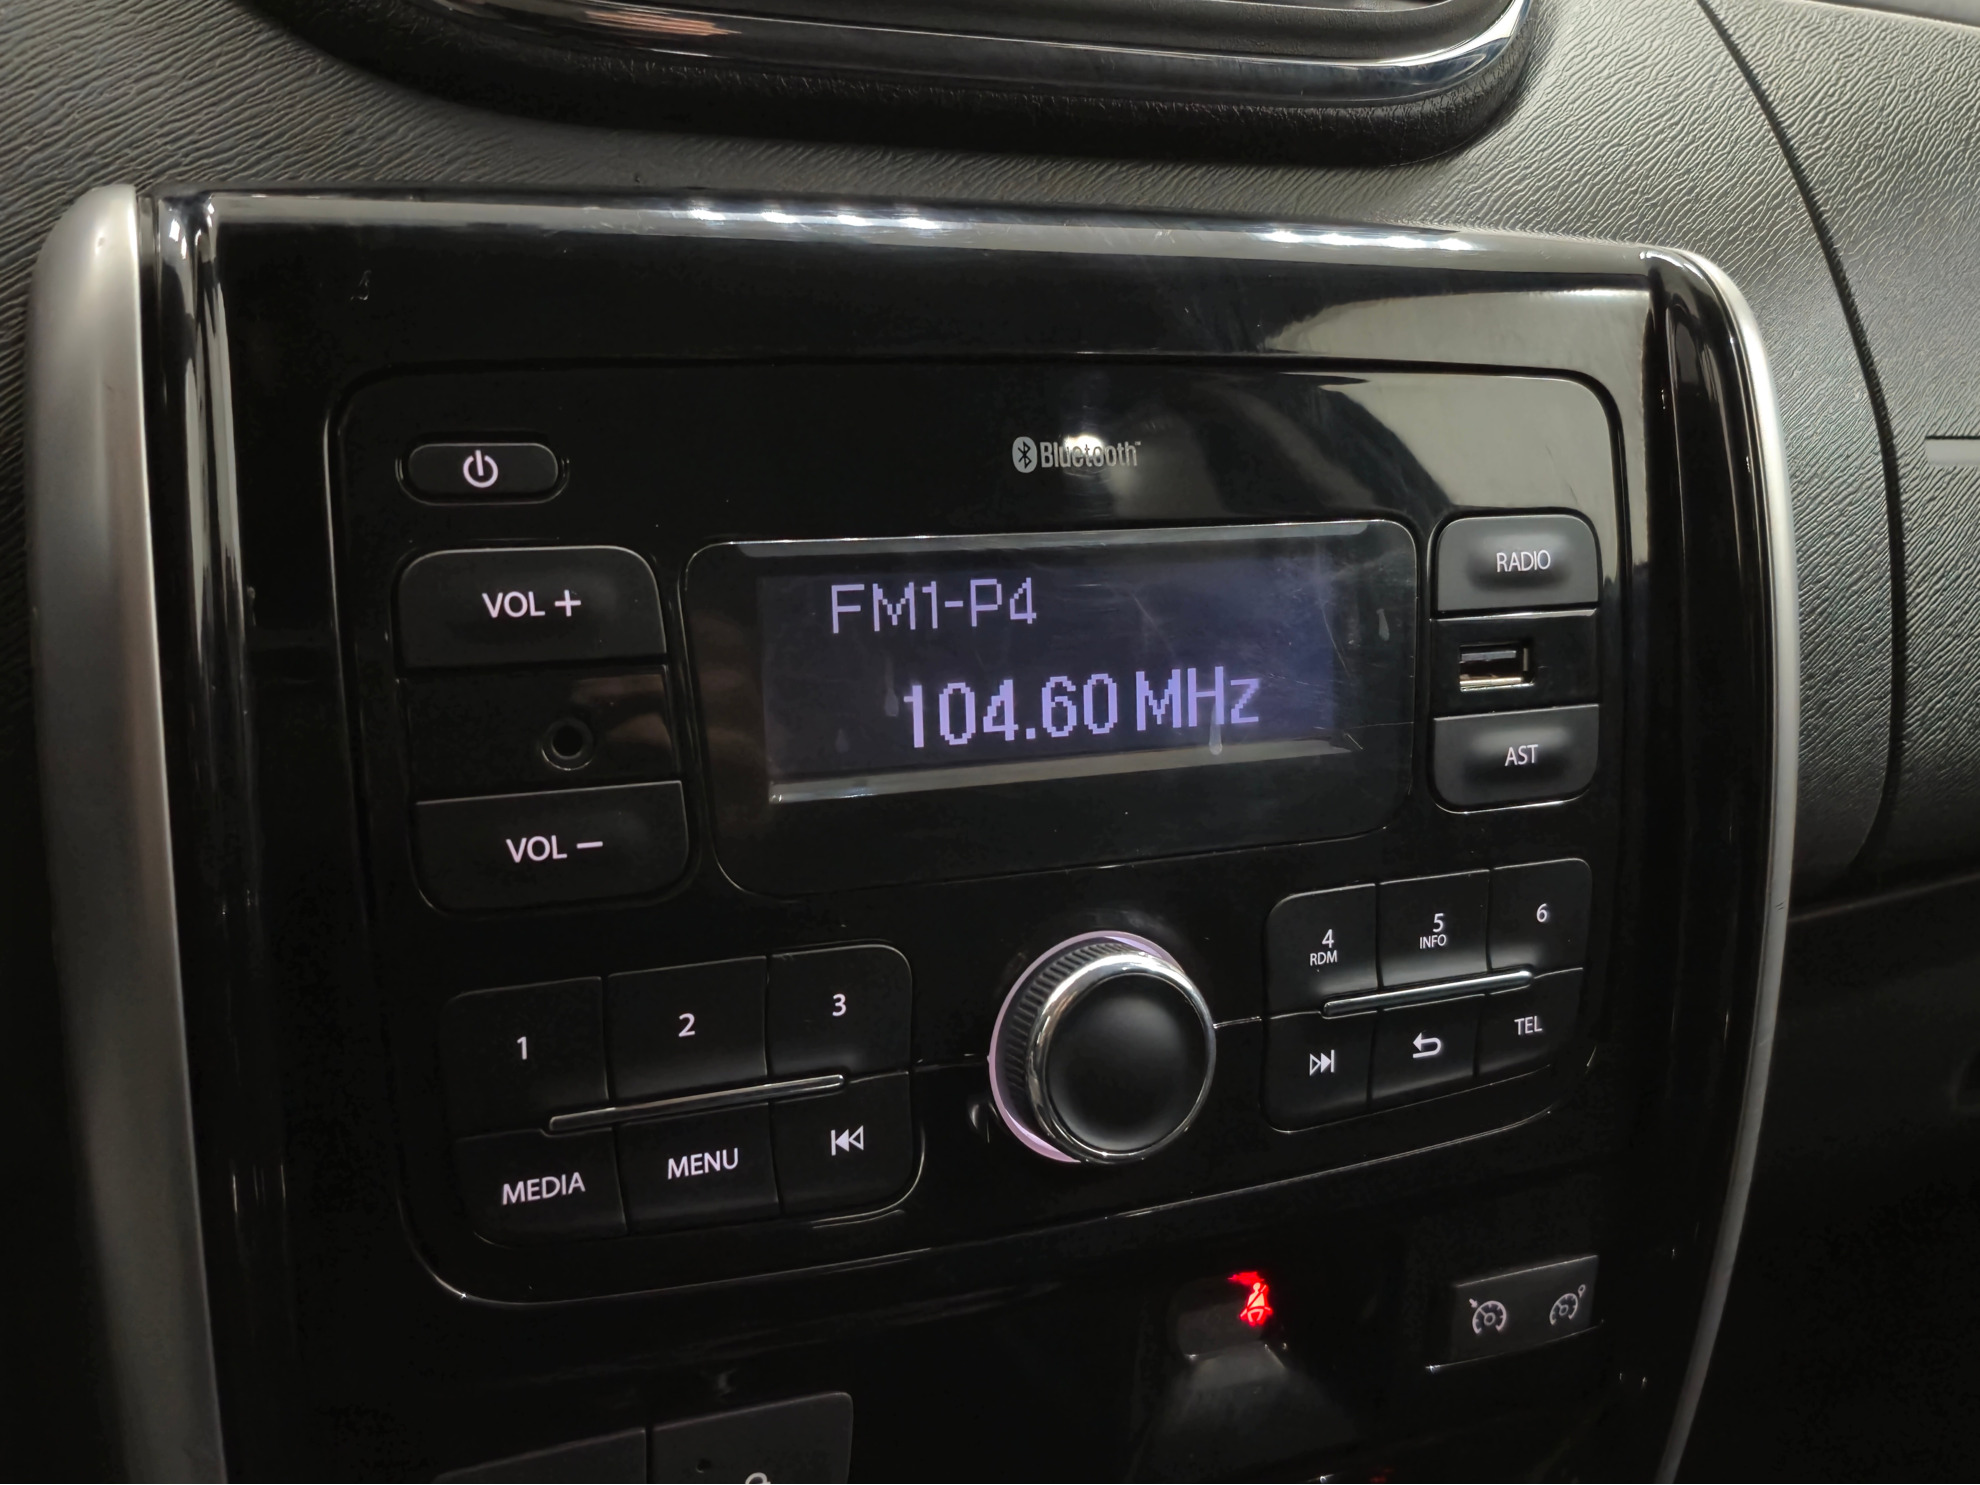 Bluetooth™
RADIO
VOL +
FM1-P4
104.60 MHz
AST
VOL −
1
2
3
4
RDM
5
INFO
6
MEDIA
MENU
TEL